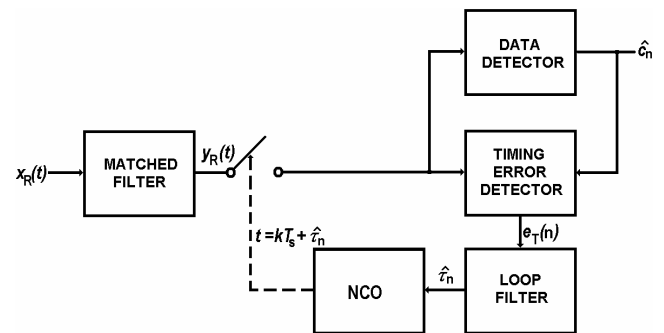 DATA
DETECTOR
ĉn
xR(t)
MATCHED
FILTER
yR(t)
TIMING
ERROR
DETECTOR
t=kTs+τ̂n
eT(n)
NCO
τ̂n
LOOP
FILTER